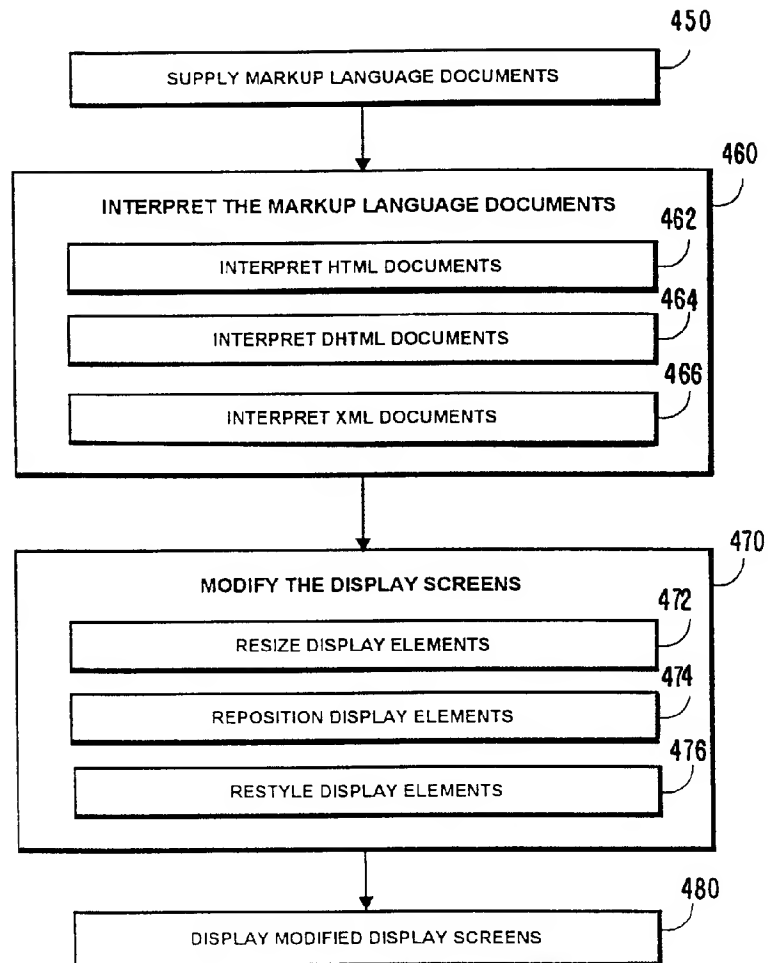 450
SUPPLY MARKUP LANGUAGE DOCUMENTS
460
INTERPRET THE MARKUP LANGUAGE DOCUMENTS
462
INTERPRET HTML DOCUMENTS
464
INTERPRET DHTML DOCUMENTS
466
INTERPRET XML DOCUMENTS
470
MODIFY THE DISPLAY SCREENS
472
RESIZE DISPLAY ELEMENTS
474
REPOSITION DISPLAY ELEMENTS
476
RESTYLE DISPLAY ELEMENTS
480
DISPLAY MODIFIED DISPLAY SCREENS